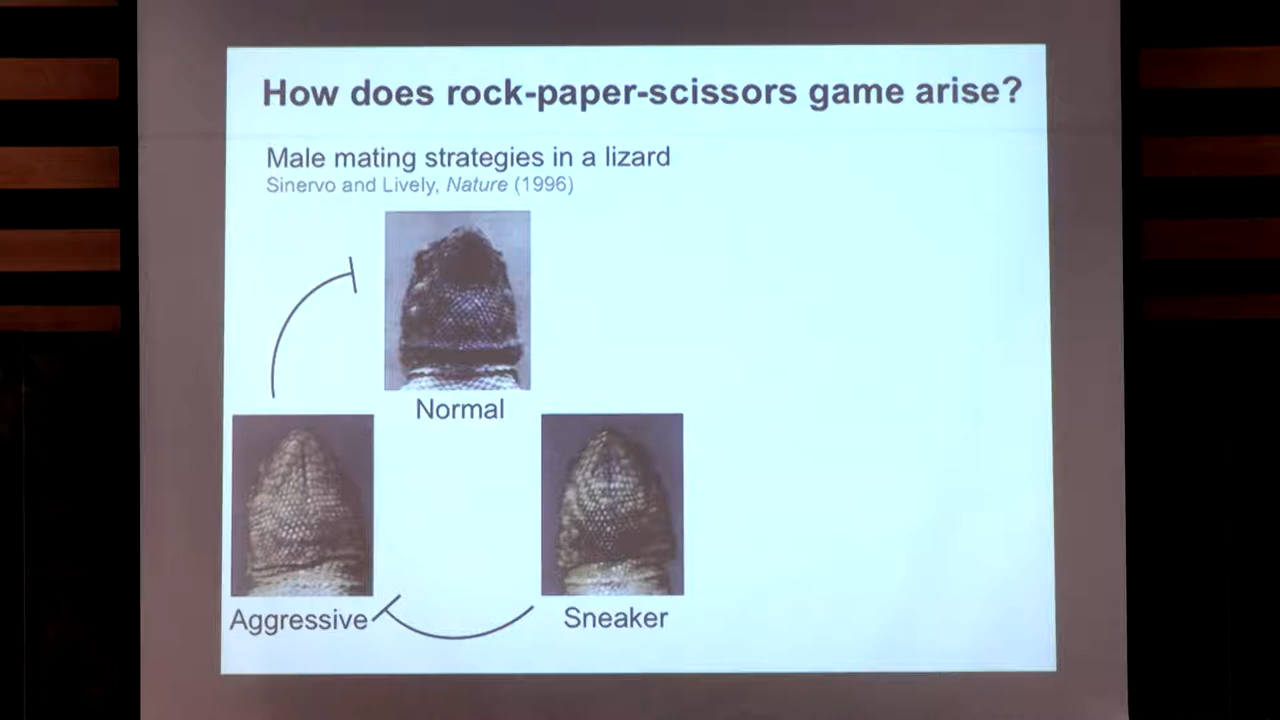 How does rock-paper-scissors game arise?
Male mating strategies in a lizard
Sinervo and Lively, Nature (1996)
Normal
Aggressive
Sneaker